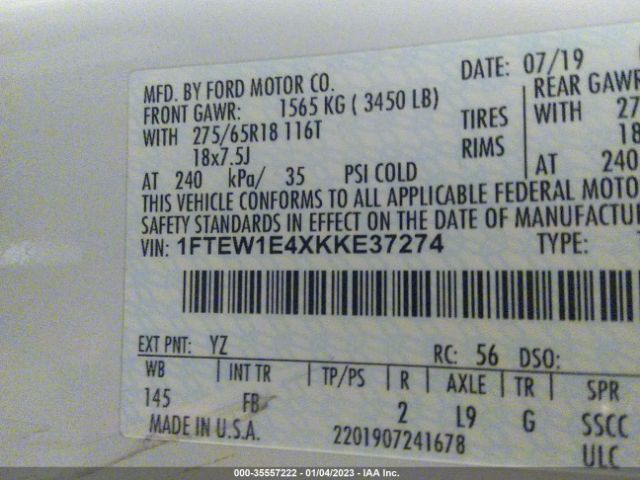 MFD. BY FORD MOTOR CO. DATE: 07/19
FRONT GAWR: 1565 KG ( 3450 LB) REAR GAWR
WITH 275/65R18 116T TIRES WITH 27
18x7.5J RIMS 18
AT 240 kPa/ 35 PSI COLD AT 240
THIS VEHICLE CONFORMS TO ALL APPLICABLE FEDERAL MOTO
SAFETY STANDARDS IN EFFECT ON THE DATE OF MANUFACTU
VIN: 1FTEW1E4XKKE37274 TYPE:
EXT PNT: YZ RC: 56 DSO:
WB INT TR TP/PS R AXLE TR SPR
145 FB 2 L9 G SSCC
MADE IN U.S.A. 2201907241678 ULC
000-35557222 - 01/04/2023 - IAA Inc.